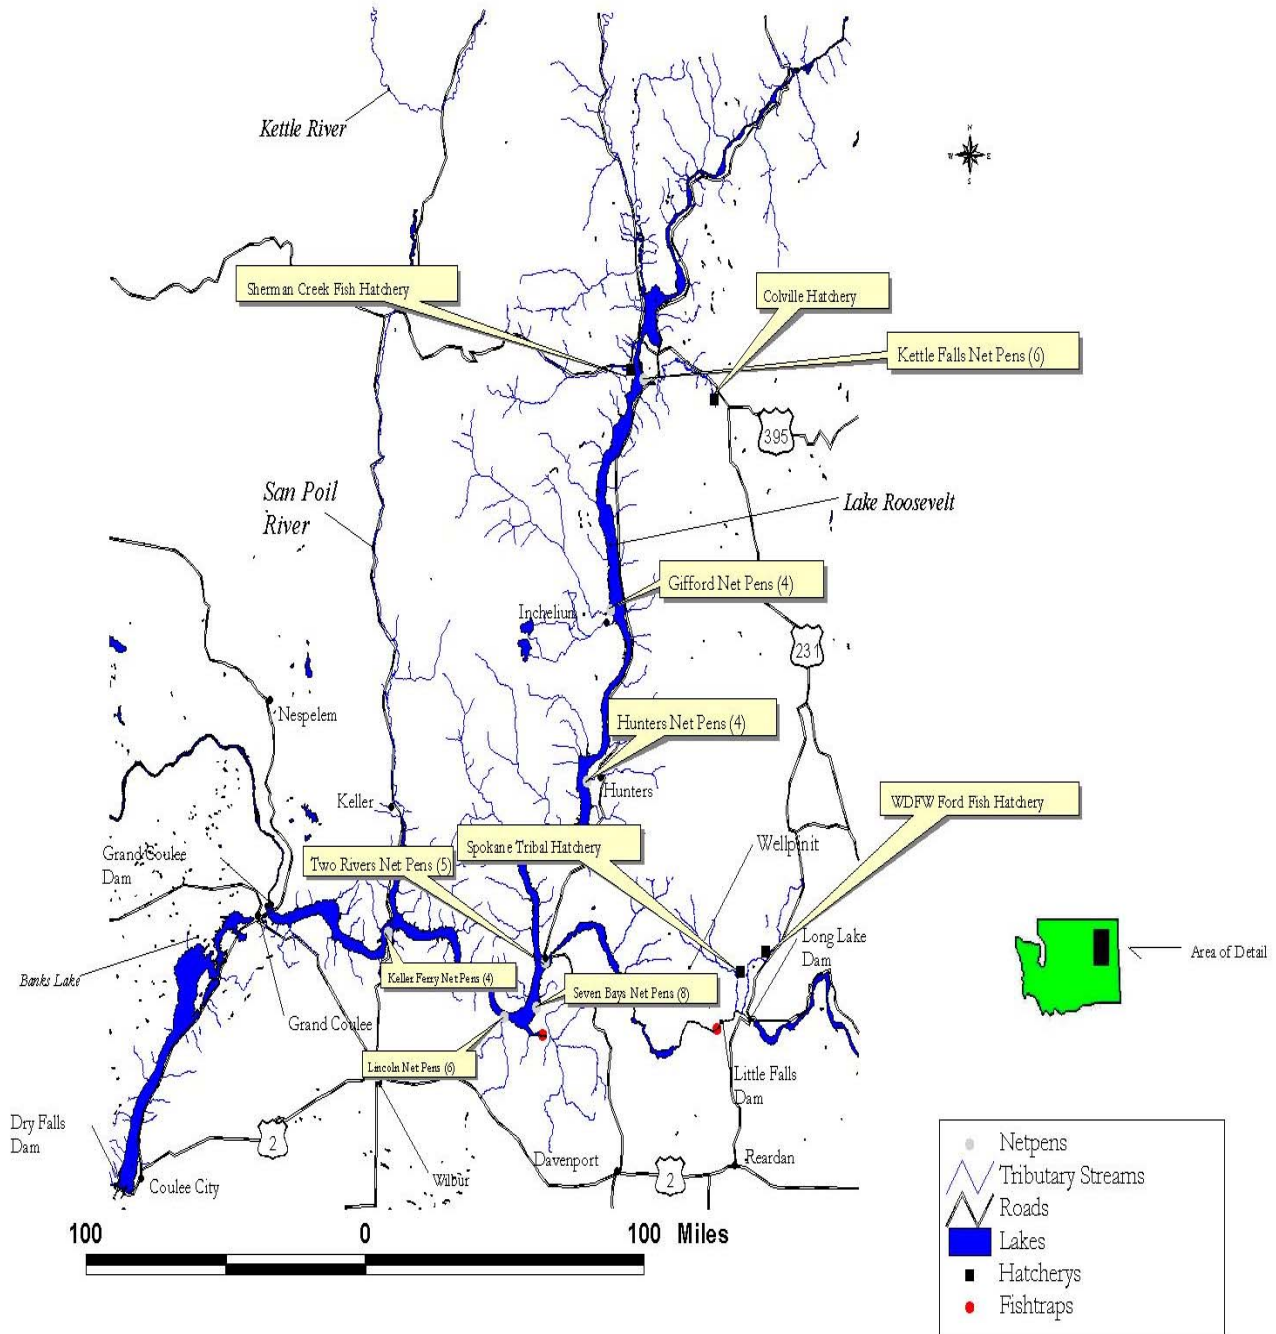 Kettle River
N
W
E
S
Sherman Creek Fish Hatchery
Colville Hatchery
Kettle Falls Net Pens (6)
395
San Poil
River
Lake Roosevelt
Gifford Net Pens (4)
Inchelium
231
Nespelem
Hunters Net Pens (4)
Hunters
Keller
WDFW Ford Fish Hatchery
Grand Coulee
Dam
Two Rivers Net Pens (5)
Spokane Tribal Hatchery
Wellpinit
Long Lake
Dam
Area of Detail
Banks Lake
Keller Ferry Net Pens (4)
Seven Bays Net Pens (8)
Grand Coulee
Lincoln Net Pens (6)
Little Falls
Dam
Dry Falls
Dam
2
Davenport
2
Reardan
Coulee City
Wilbur
100 0 100 Miles
Netpens
Tributary Streams
Roads
Lakes
Hatcherys
Fishtraps